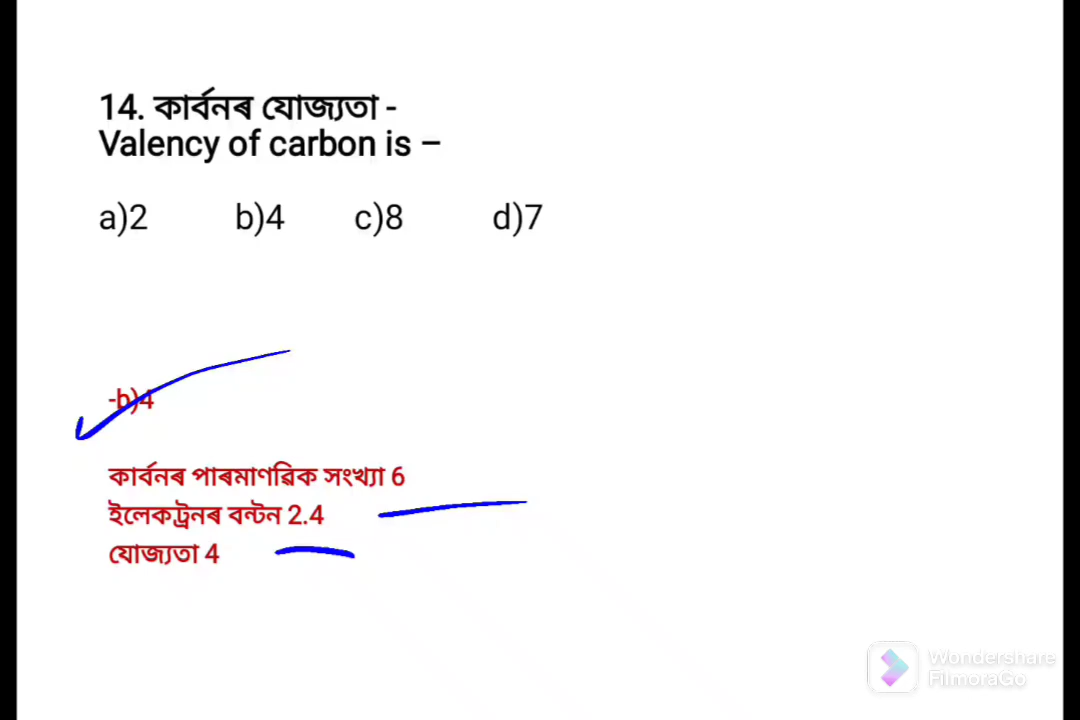 14. কাৰ্বনৰ যোজ্যতা -
Valency of carbon is –
a)2 b)4 c)8 d)7
-b)4
কাৰ্বনৰ পাৰমাণৱিক সংখ্যা 6
ইলেকট্ৰনৰ বন্টন 2.4
যোজ্যতা 4
Wondershare
FilmoraGo